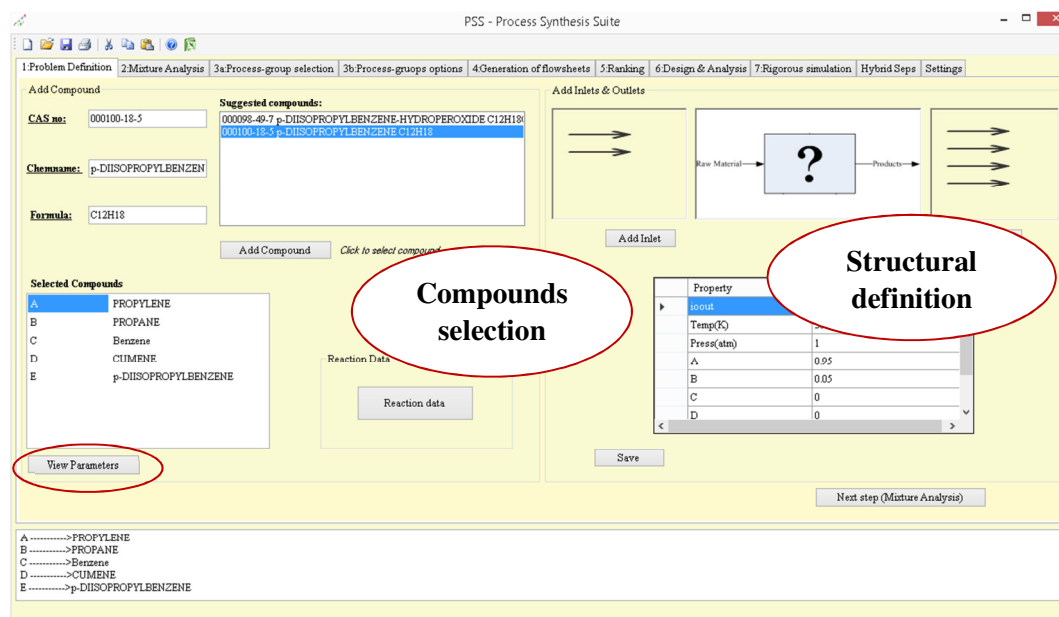 PSS - Process Synthesis Suite
1:Problem Definition 2:Mixture Analysis 3a:Process-group selection 3b:Process-gruops options 4:Generation of flowsheets 5:Ranking 6:Design & Analysis 7:Rigorous simulation Hybrid Seps Settings
Add Compound
Add Inlets & Outlets
Suggested compounds:
CAS no: 000100-18-5
000098-49-7 p-DIISOPROPYLBENZENE-HYDROPEROXIDE C12H18
000100-18-5 p-DIISOPROPYLBENZENE C12H18
Chemname: p-DIISOPROPYLBENZEN
Raw Material
?
Products
Formula: C12H18
Add Compound Click to select compound
Add Inlet
Selected Compounds
A PROPYLENE
B PROPANE
C Benzene
D CUMENE
E p-DIISOPROPYLBENZENE
Compounds
selection
Structural
definition
Reaction Data
Reaction data
Property
ioout
Temp(K)
Press(atm) 1
A 0.95
B 0.05
C 0
D 0
View Parameters
Save
Next step (Mixture Analysis)
A ----------->PROPYLENE
B ----------->PROPANE
C ----------->Benzene
D ----------->CUMENE
E ----------->p-DIISOPROPYLBENZENE